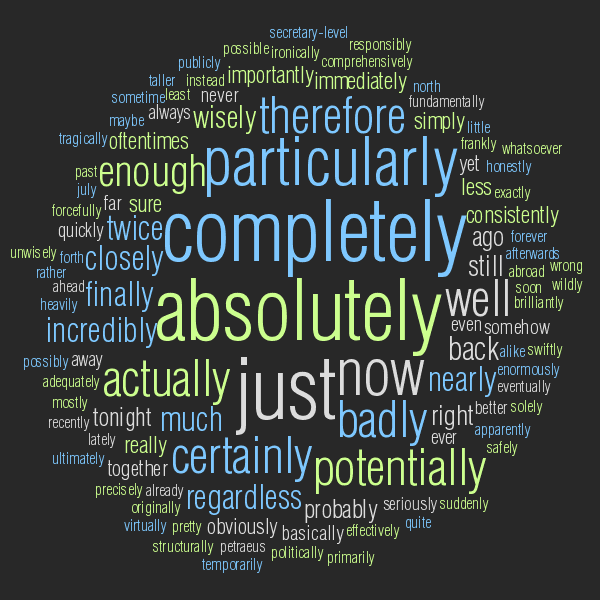 secretary-level
possible ironically responsibly
publicly comprehensively
taller instead importantly immediately north
sometime least never fundamentally
maybe always wisely therefore simply little
tragically oftentimes frankly whatsoever
past enough particularly yet honestly
july far sure less exactly
forcefully twice completely consistently
quickly ago forever
unwisely forth closely still afterwards wrong
rather abroad
ahead finally absolutely well soon wildly
heavily brilliantly
incredibly even somehow
possibly away back alike swiftly
adequately actually just now nearly enormously
eventually
mostly tonight much badly right better solely
recently apparently
lately really certainly ever safely
ultimately together potentially
precisely already regardless probably seriously suddenly
originally
virtually pretty obviously basically effectively quite
structurally petraeus politically primarily
temporarily